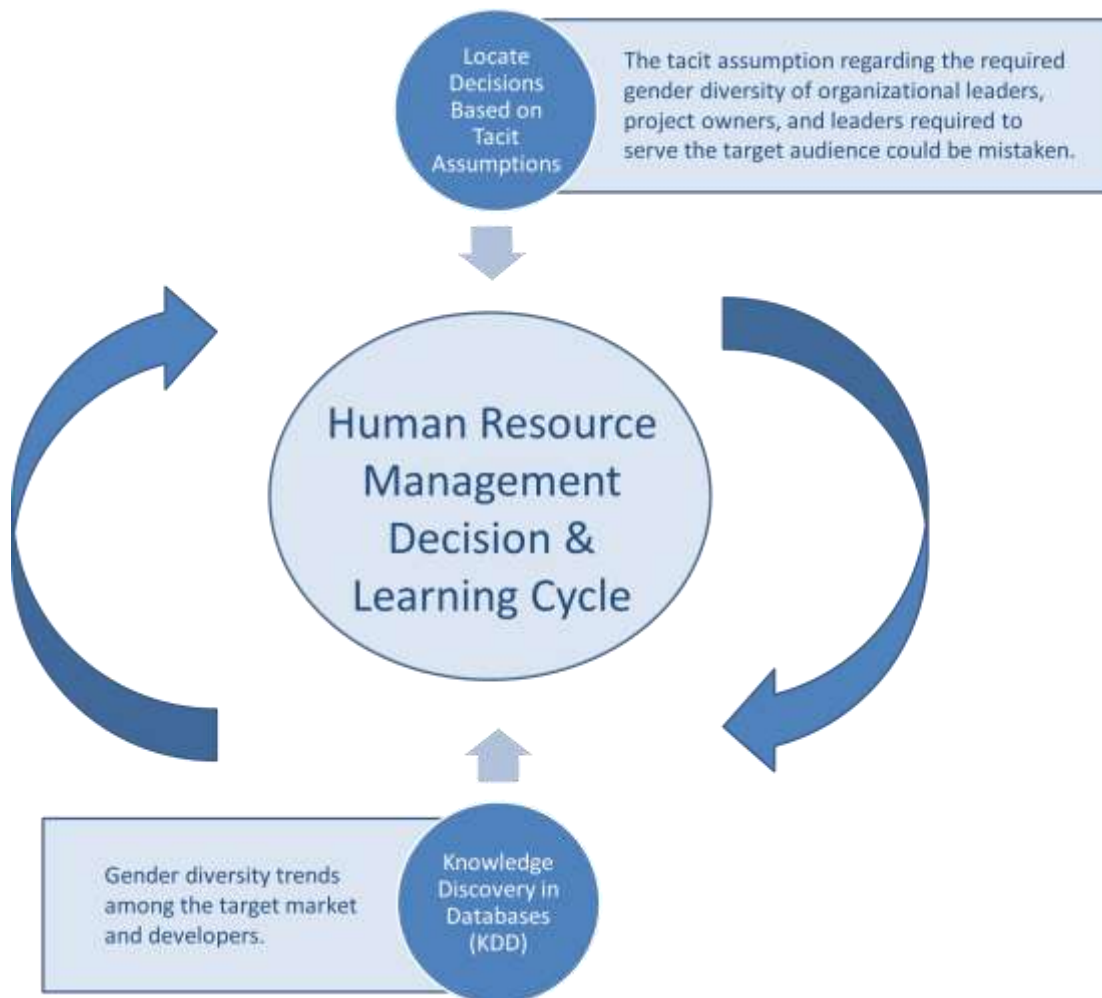 Locate
Decisions
Based on
Tacit
Assumptions
The tacit assumption regarding the required
gender diversity of organizational leaders,
project owners, and leaders required to
serve the target audience could be mistaken.
Human Resource
Management
Decision &
Learning Cycle
Gender diversity trends
among the target market
and developers.
Knowledge
Discovery in
Databases
(KDD)